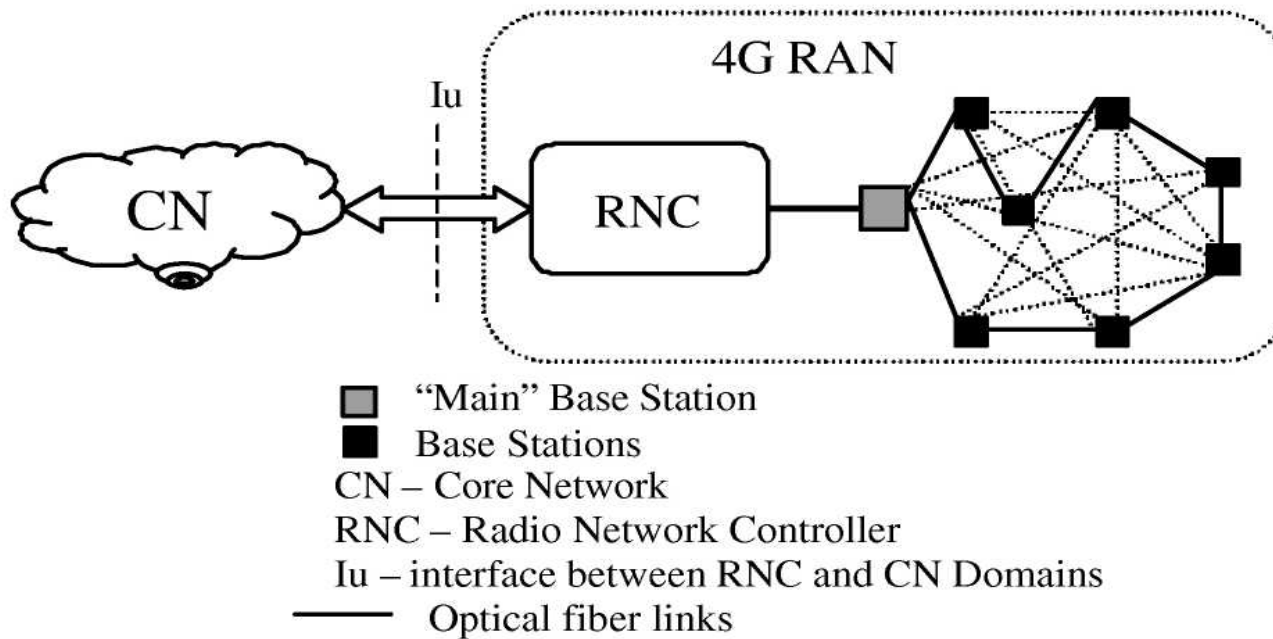 4G RAN
Iu
CN
RNC
“Main” Base Station
Base Stations
CN – Core Network
RNC – Radio Network Controller
Iu – interface between RNC and CN Domains
Optical fiber links